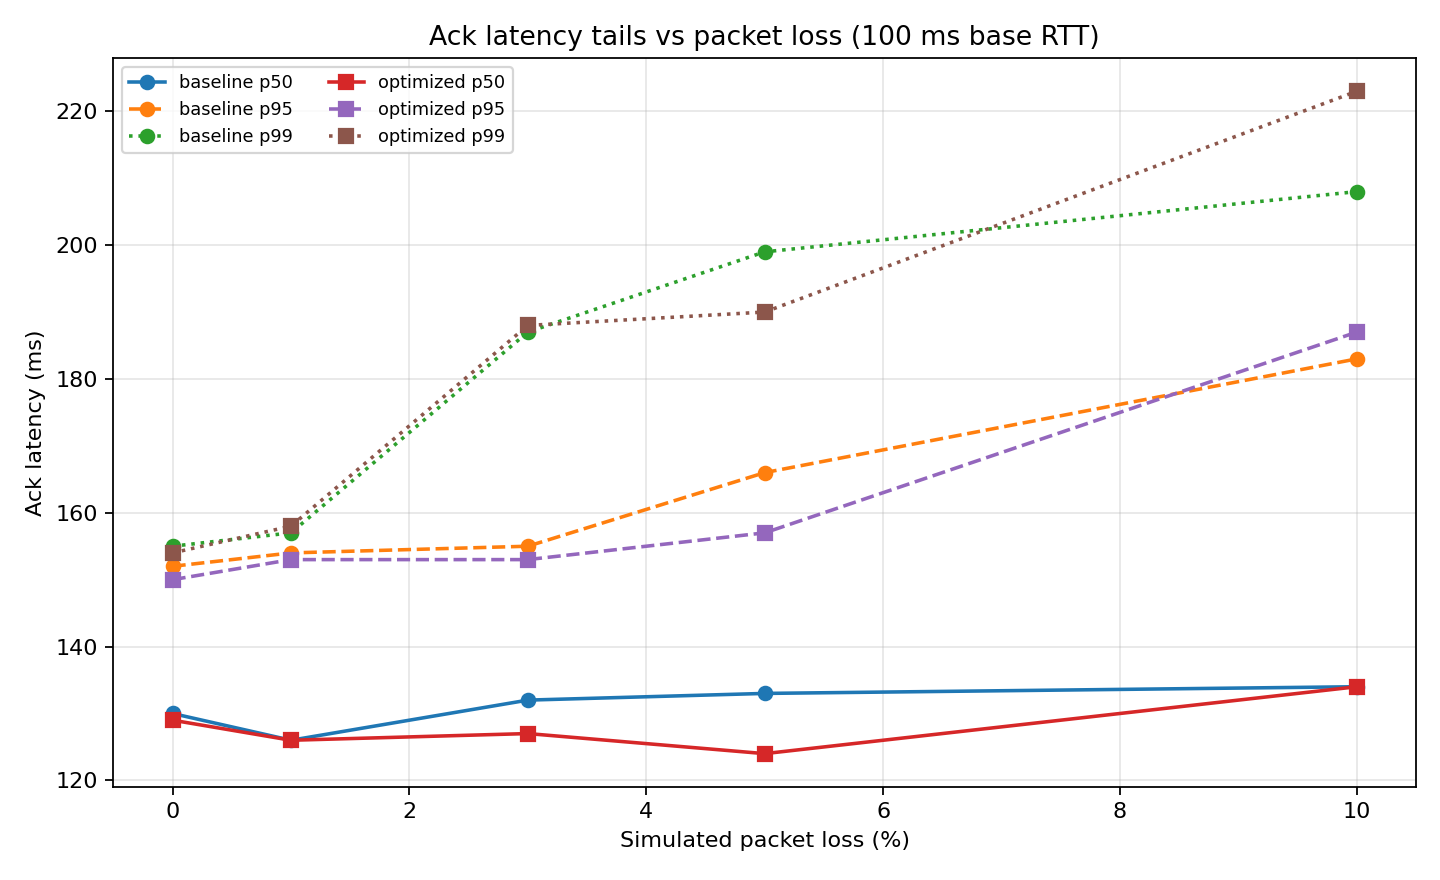 Ack latency tails vs packet loss (100 ms base RTT)
baseline p50
baseline p95
baseline p99
optimized p50
optimized p95
optimized p99
Ack latency (ms)
220
200
180
160
140
120
0 2 4 6 8 10
Simulated packet loss (%)